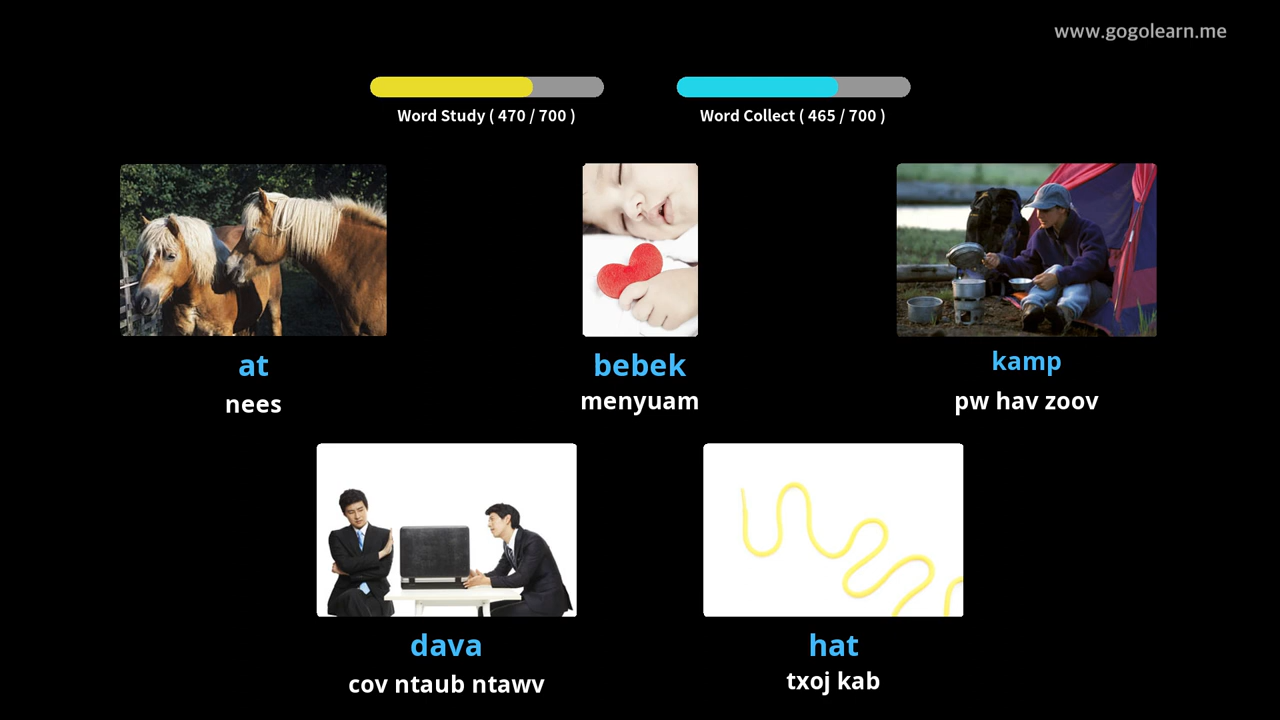 www.gogolearn.me
Word Study ( 470 / 700 )
Word Collect ( 465 / 700 )
at
nees
bebek
menyuam
kamp
pw hav zoov
dava
cov ntaub ntawv
hat
txoj kab